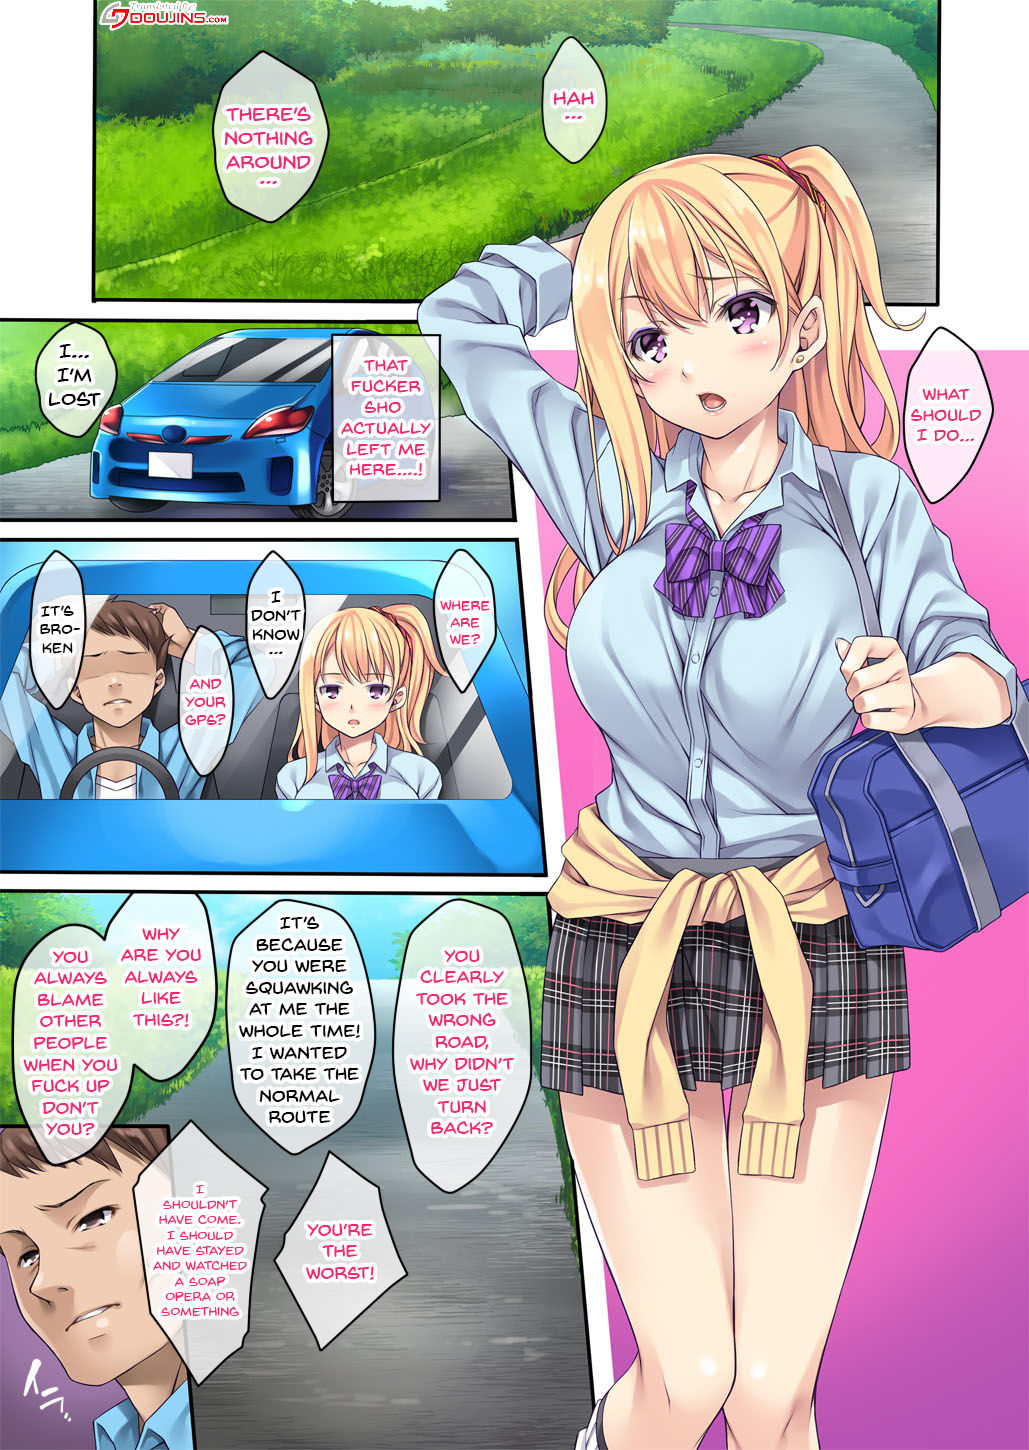 Translated By:
DOUJINS.COM
HAH
...
THERE'S
NOTHING
AROUND
...
WHAT
SHOULD
I DO...
THAT
FUCKER
SHO
ACTUALLY
LEFT ME
HERE....!
I...
I'M
LOST
WHERE
ARE
WE?
I
DON'T
KNOW
...
AND
YOUR
GPS?
IT'S
BRO-
KEN
YOU
CLEARLY
TOOK THE
WRONG
ROAD,
WHY DIDN'T
WE JUST
TURN
BACK?
IT'S
BECAUSE
YOU WERE
SQUAWKING
AT ME THE
WHOLE TIME!
I WANTED
TO TAKE THE
NORMAL
ROUTE
WHY
ARE YOU
ALWAYS
LIKE
THIS?!
YOU
ALWAYS
BLAME
OTHER
PEOPLE
WHEN YOU
FUCK UP
DON'T
YOU?
YOU'RE
THE
WORST!
I
SHOULDN'T
HAVE COME.
I SHOULD
HAVE STAYED
AND WATCHED
A SOAP
OPERA OR
SOMETHING
イラッ